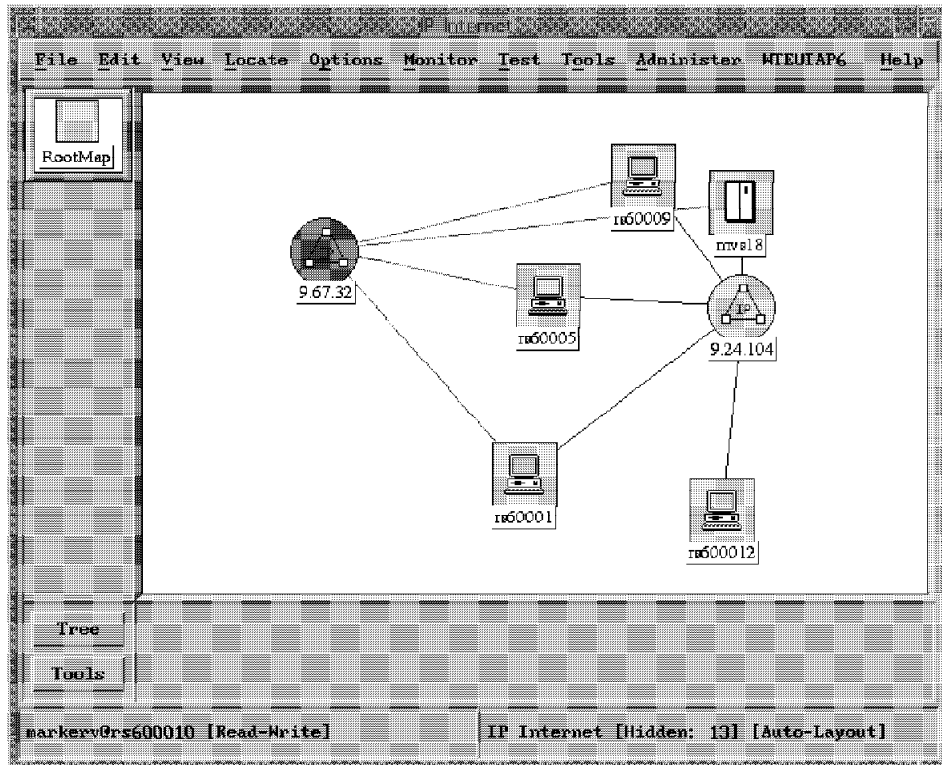 IP Internet
File Edit View Locate Options Monitor Test Tools Administer WTEUIAP6 Help
RootMap
rs60009
mvs18
9.67.32
rs60005
IP
9.24.104
rs60001
rs600012
Tree
Tools
markerv@rs600010 [Read-Write]
IP Internet [Hidden: 13] [Auto-Layout]